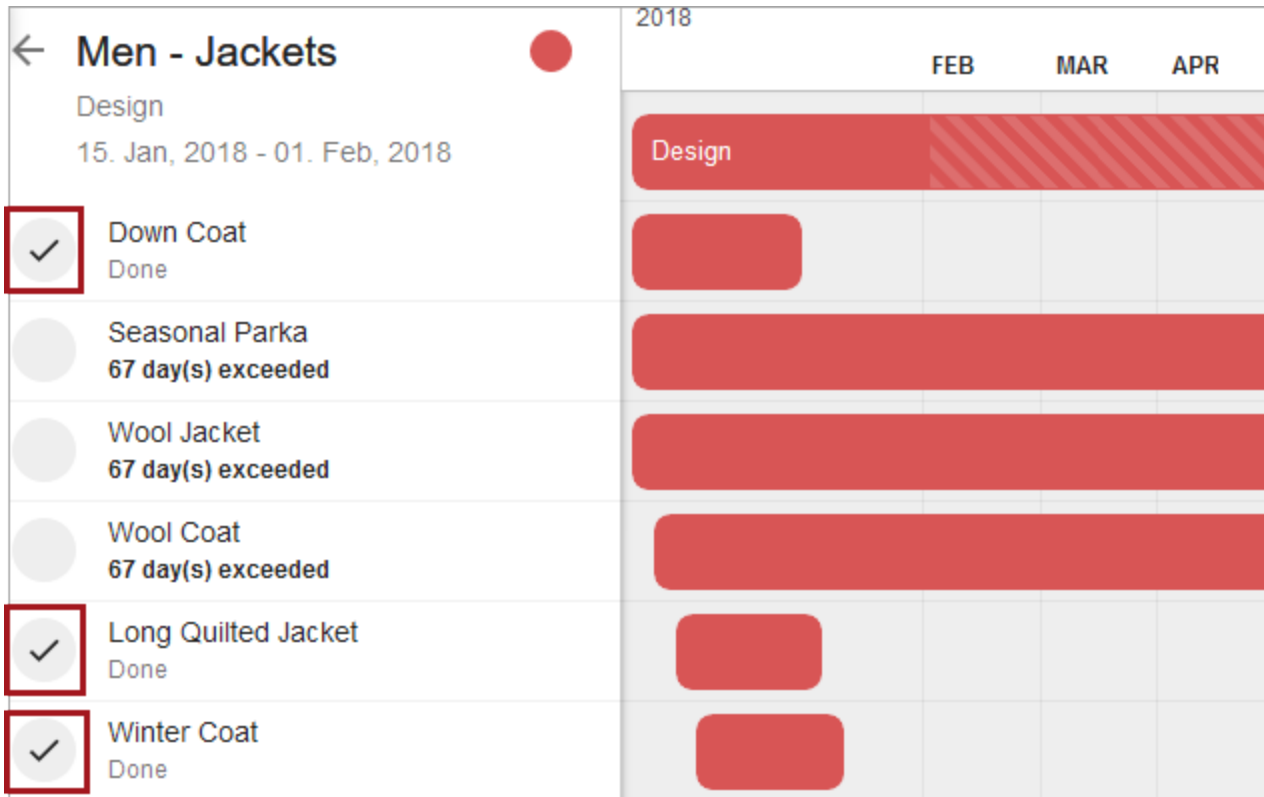 Men - Jackets
Design
15. Jan, 2018 - 01. Feb, 2018
Down Coat
Done
Seasonal Parka
67 day(s) exceeded
Wool Jacket
67 day(s) exceeded
Wool Coat
67 day(s) exceeded
Long Quilted Jacket
Done
Winter Coat
Done
2018
FEB MAR APR
Design